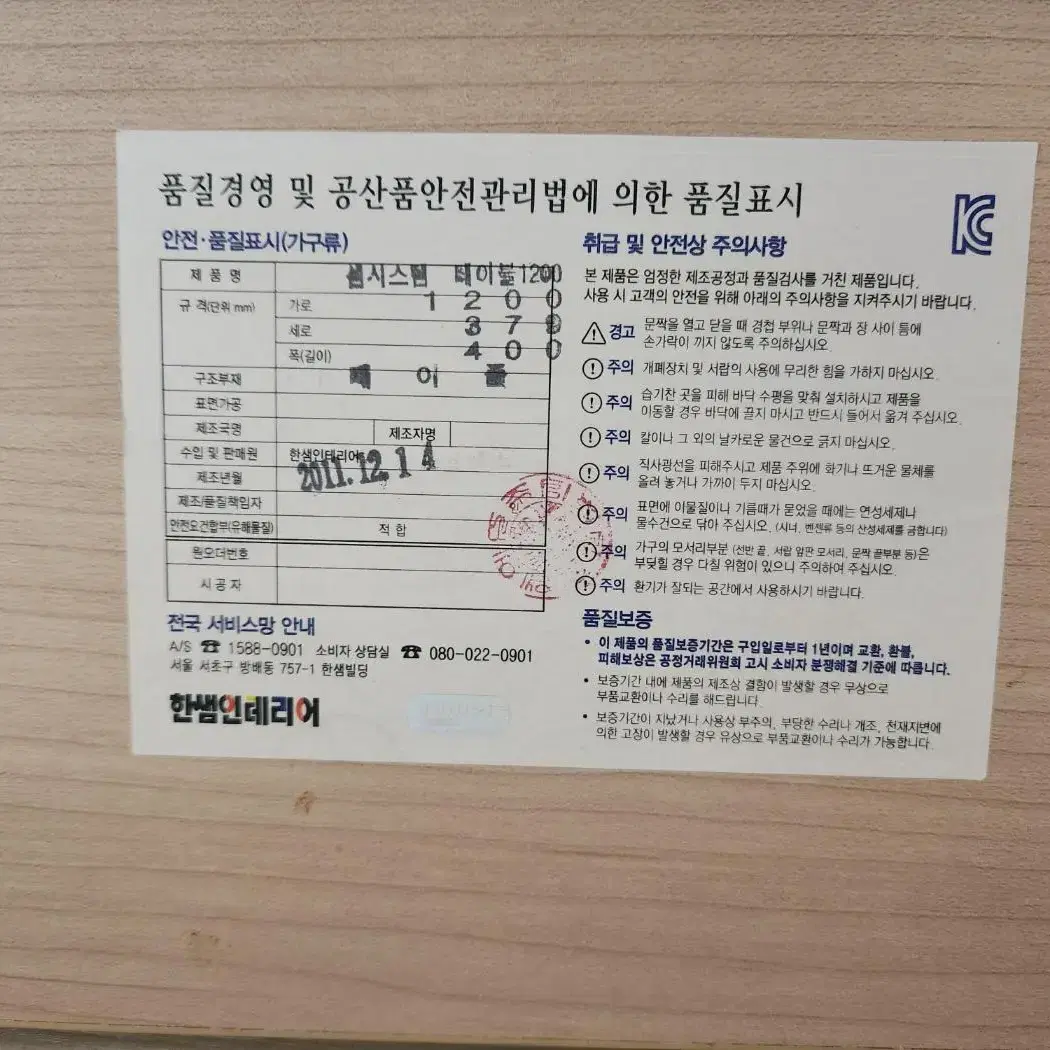 품질경영 및 공산품안전관리법에 의한 품질표시
안전·품질표시(가구류)
제 품 명 샘시스템 테이블1200
규 격(단위 mm) 가로 1 2 0 0
세로 3 7 8
폭(길이) 4 0 0
구조부재 이 블
표면가공
제조국명 제조자명
수입 및 판매원 한샘인테리어
제조년월 2011.12.14
제조/품질책임자
안전요건합부(유해물질) 적 합
원오더번호
시 공 자
전국 서비스망 안내
A/S ☎ 1588-0901 소비자 상담실 ☎ 080-022-0901
서울 서초구 방배동 757-1 한샘빌딩
한쌤인테리어
취급 및 안전상 주의사항
본 제품은 엄정한 제조공정과 품질검사를 거친 제품입니다.
사용 시 고객의 안전을 위해 아래의 주의사항을 지켜주시기 바랍니다.
경고 문짝을 열고 닫을 때 경첩 부위나 문짝과 장 사이 등에
손가락이 끼지 않도록 주의하십시오.
주의 개폐장치 및 서랍의 사용에 무리한 힘을 가하지 마십시오.
주의 습기찬 곳을 피해 바닥 수평을 맞춰 설치하시고 제품을
이동할 경우 바닥에 끌지 마시고 반드시 들어서 옮겨 주십시오.
주의 칼이나 그 외의 날카로운 물건으로 긁지 마십시오.
주의 직사광선을 피해주시고 제품 주위에 화기나 뜨거운 물체를
올려 놓거나 가까이 두지 마십시오.
주의 표면에 이물질이나 기름때가 묻었을 때에는 연성세제나
물수건으로 닦아 주십시오. (시너, 벤젠류 등의 산성세제를 금합니다)
주의 가구의 모서리부분 (선반 끝, 서랍 앞판 모서리, 문짝 끝부분 등)은
부딪힐 경우 다칠 위험이 있으니 주의하여 주십시오.
주의 환기가 잘되는 공간에서 사용하시기 바랍니다.
품질보증
• 이 제품의 품질보증기간은 구입일로부터 1년이며 교환, 환불,
피해보상은 공정거래위원회 고시 소비자 분쟁해결 기준에 따릅니다.
• 보증기간 내에 제품의 제조상 결함이 발생할 경우 무상으로
부품교환이나 수리를 해드립니다.
• 보증기간이 지났거나 사용상 부주의, 부당한 수리나 개조, 천재지변에
의한 고장이 발생할 경우 유상으로 부품교환이나 수리가 가능합니다.